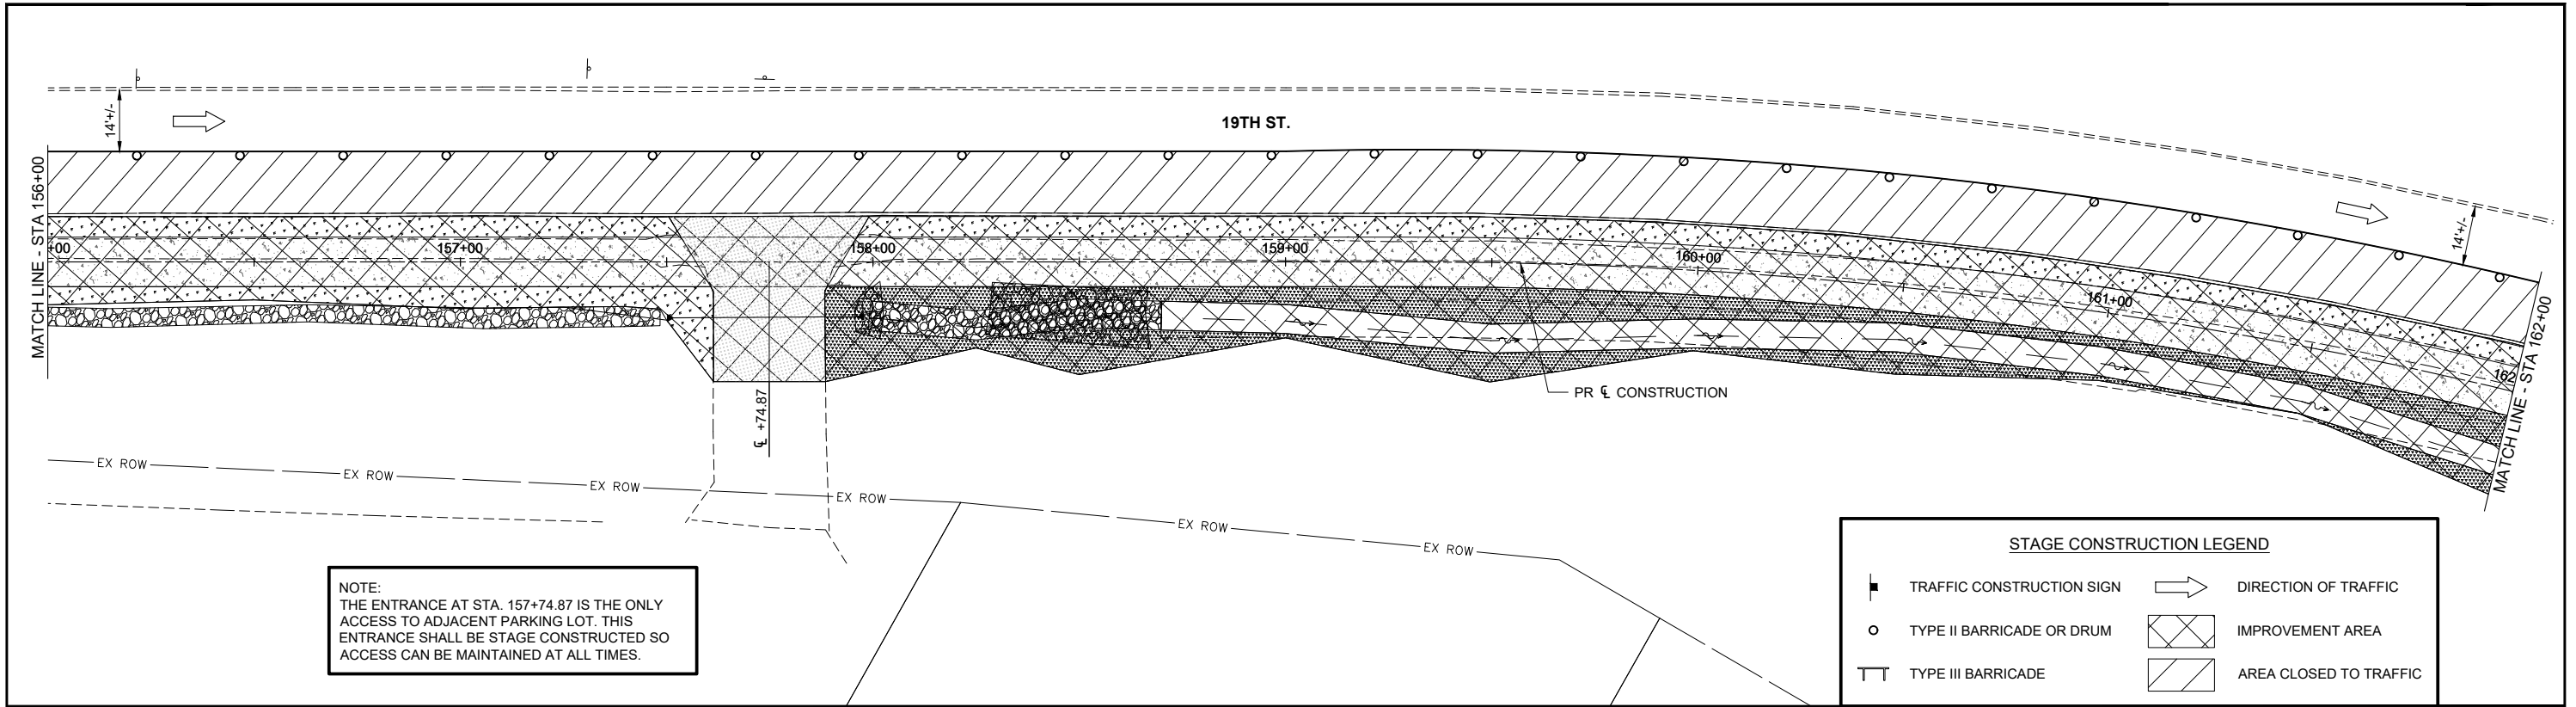 14'+/-
19TH ST.
14'+/-
MATCH LINE - STA 156+00
+00
157+00
158+00
159+00
160+00
161+00
162
MATCH LINE - STA 162+00
PR ℄ CONSTRUCTION
℄ +74.87
EX ROW
EX ROW
EX ROW
EX ROW
EX ROW
EX ROW
NOTE:
THE ENTRANCE AT STA. 157+74.87 IS THE ONLY
ACCESS TO ADJACENT PARKING LOT. THIS
ENTRANCE SHALL BE STAGE CONSTRUCTED SO
ACCESS CAN BE MAINTAINED AT ALL TIMES.
STAGE CONSTRUCTION LEGEND
TRAFFIC CONSTRUCTION SIGN
DIRECTION OF TRAFFIC
TYPE II BARRICADE OR DRUM
IMPROVEMENT AREA
TYPE III BARRICADE
AREA CLOSED TO TRAFFIC